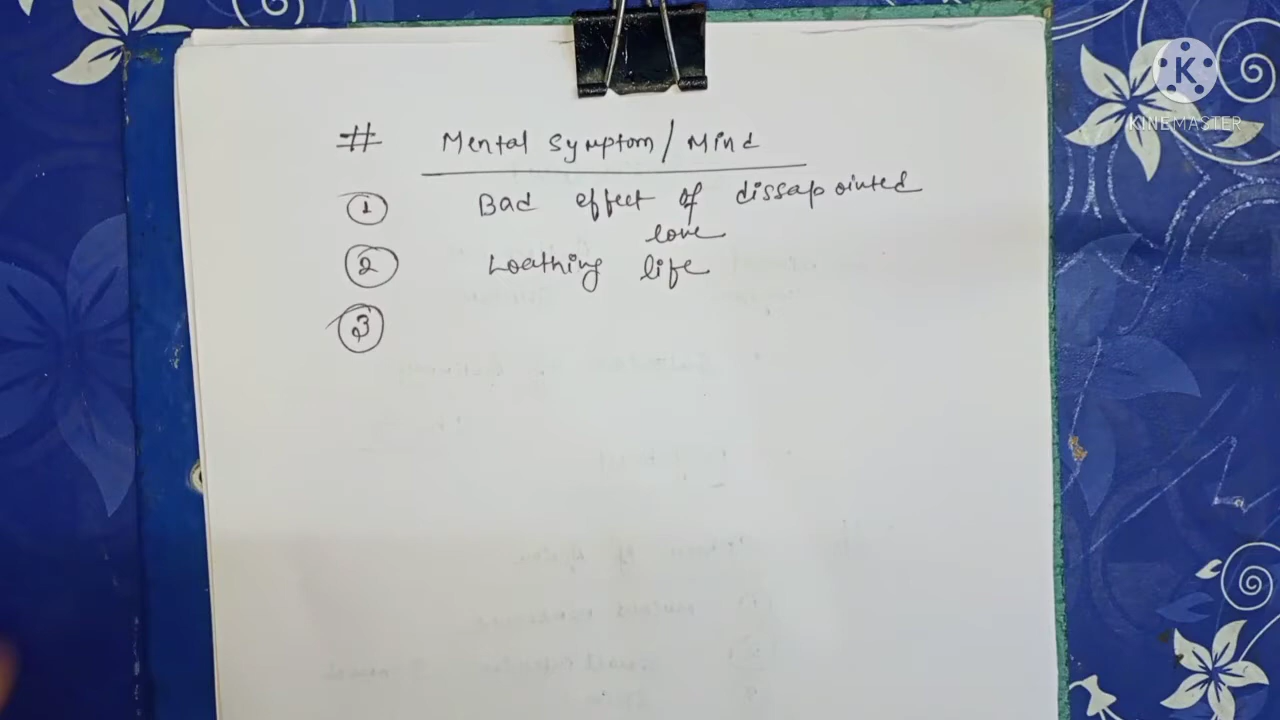 K
KINEMASTER
# Mental Symptom / Mind
① Bad effect of dissapointed
love
② Loathing life
③